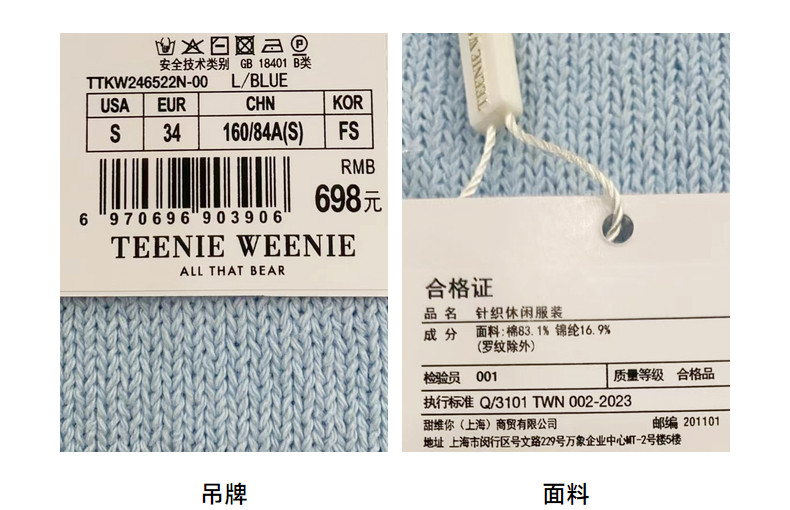 安全技术类别 GB 18401 B类
TTKW246522N-00 L/BLUE
USA EUR CHN KOR
S 34 160/84A(S) FS
RMB
698元
6 970696 903906
TEENIE WEENIE
ALL THAT BEAR
TEENIE W
合格证
品名 针织休闲服装
成分 面料:棉83.1% 锦纶16.9%
(罗纹除外)
检验员 001 质量等级 合格品
执行标准 Q/3101 TWN 002-2023
甜维你（上海）商贸有限公司 邮编 201101
地址 上海市闵行区号文路229号万象企业中心MT-2号楼5楼
吊牌
面料